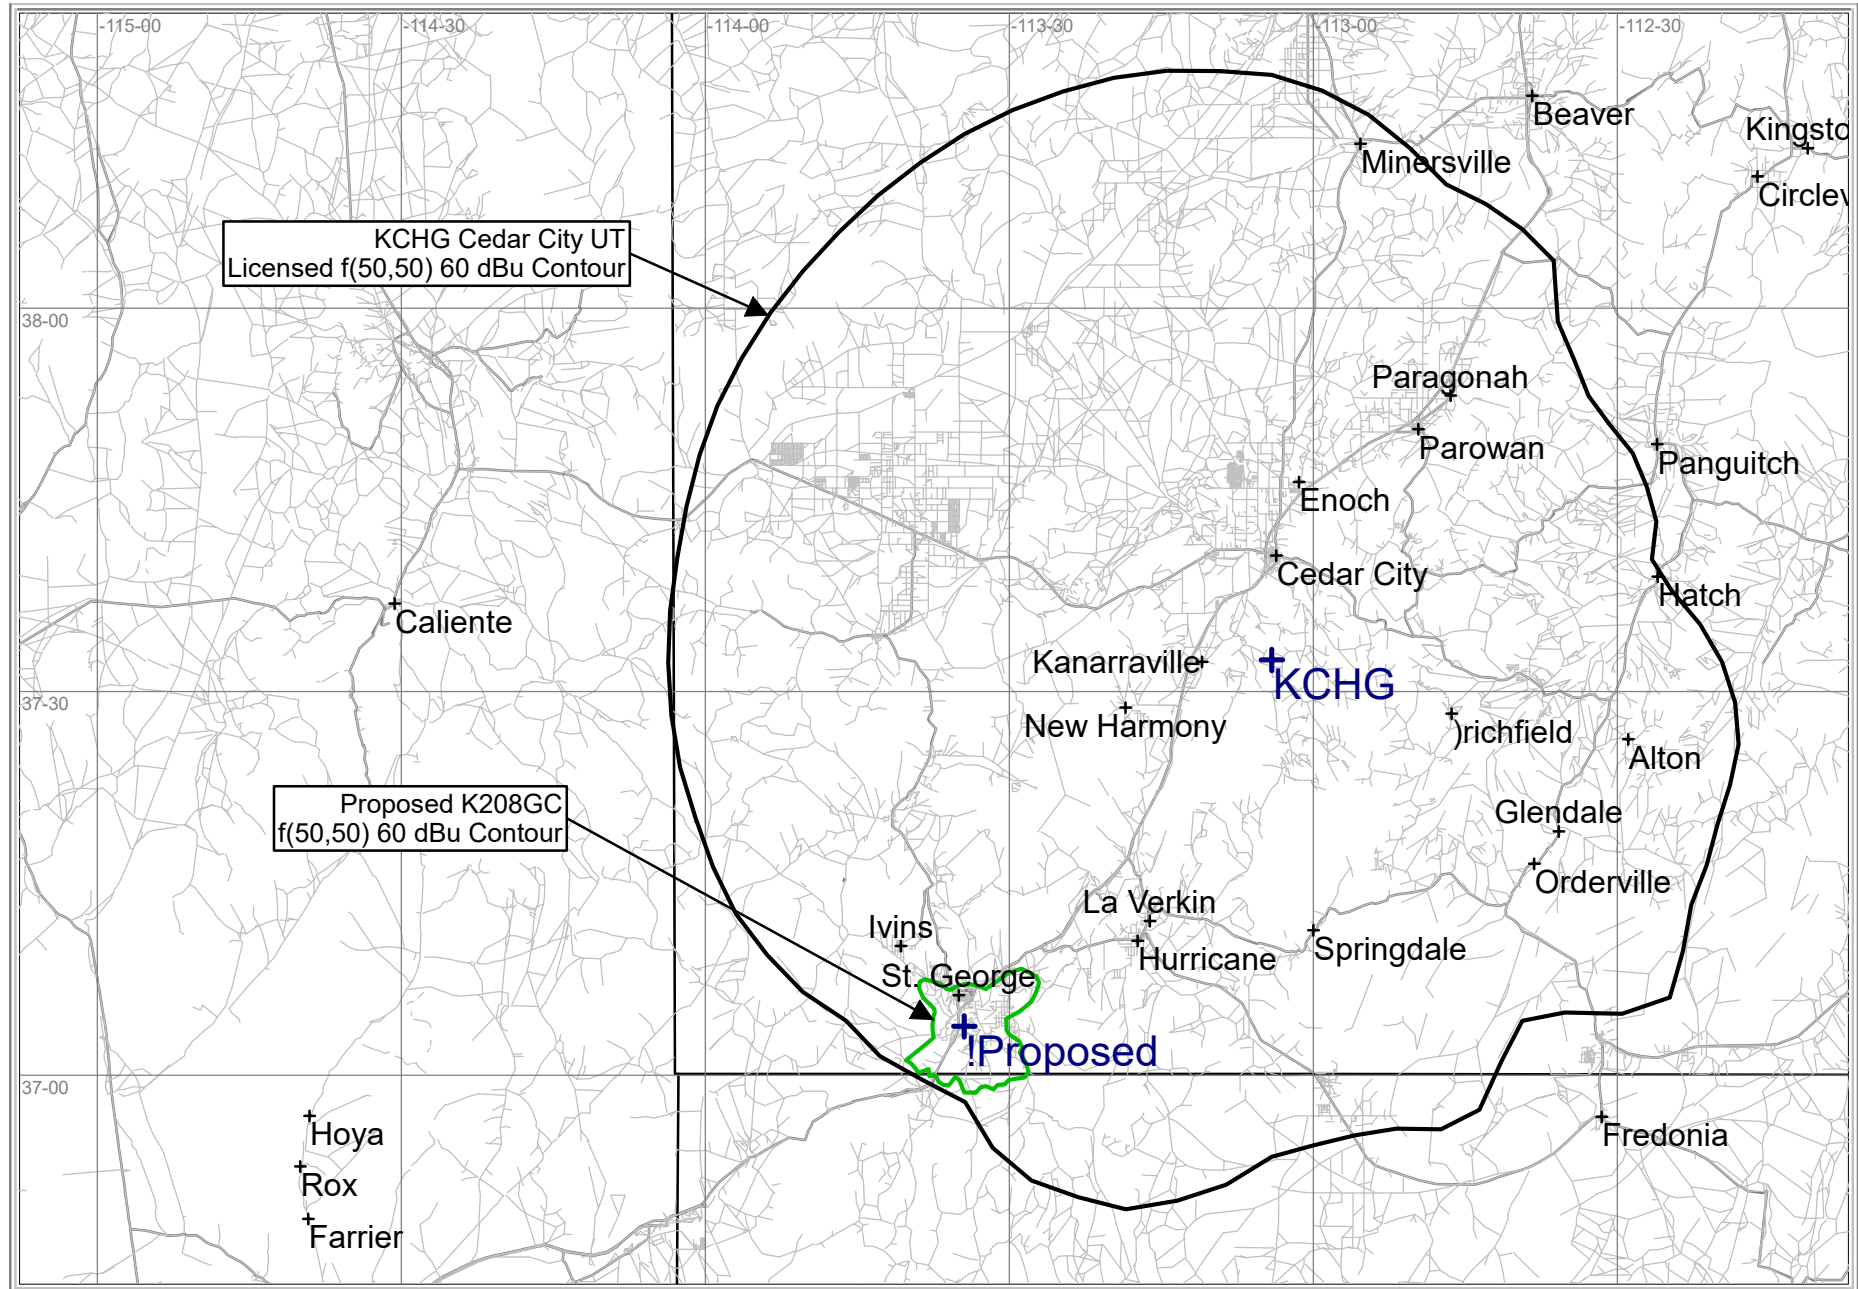 -115-00
-114-30
-114-00
-113-30
-113-00
-112-30
Beaver
Kingsto
Minersville
Circlev
KCHG Cedar City UT
Licensed f(50,50) 60 dBu Contour
38-00
Paragonah
Parowan
Panguitch
Enoch
Cedar City
Hatch
Caliente
Kanarraville
KCHG
37-30
New Harmony
)richfield
Alton
Proposed K208GC
f(50,50) 60 dBu Contour
Glendale
Orderville
La Verkin
Ivins
Hurricane
Springdale
St. George
!Proposed
37-00
Hoya
Fredonia
Rox
Farrier